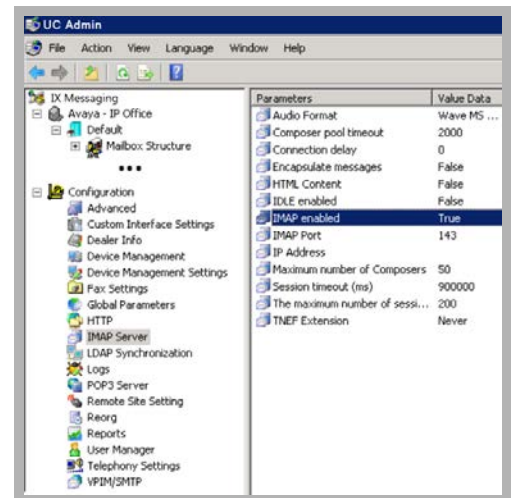 UC Admin
File Action View Language Window Help
IX Messaging
Avaya - IP Office
Default
Mailbox Structure
•••
Configuration
Advanced
Custom Interface Settings
Dealer Info
Device Management
Device Management Settings
Fax Settings
Global Parameters
HTTP
IMAP Server
LDAP Synchronization
Logs
POP3 Server
Remote Site Setting
Reorg
Reports
User Manager
Telephony Settings
VPIM/SMTP
Parameters Value Data
Audio Format Wave MS ...
Composer pool timeout 2000
Connection delay 0
Encapsulate messages False
HTML Content False
IDLE enabled False
IMAP enabled True
IMAP Port 143
IP Address
Maximum number of Composers 50
Session timeout (ms) 900000
The maximum number of sessi... 200
TNEF Extension Never